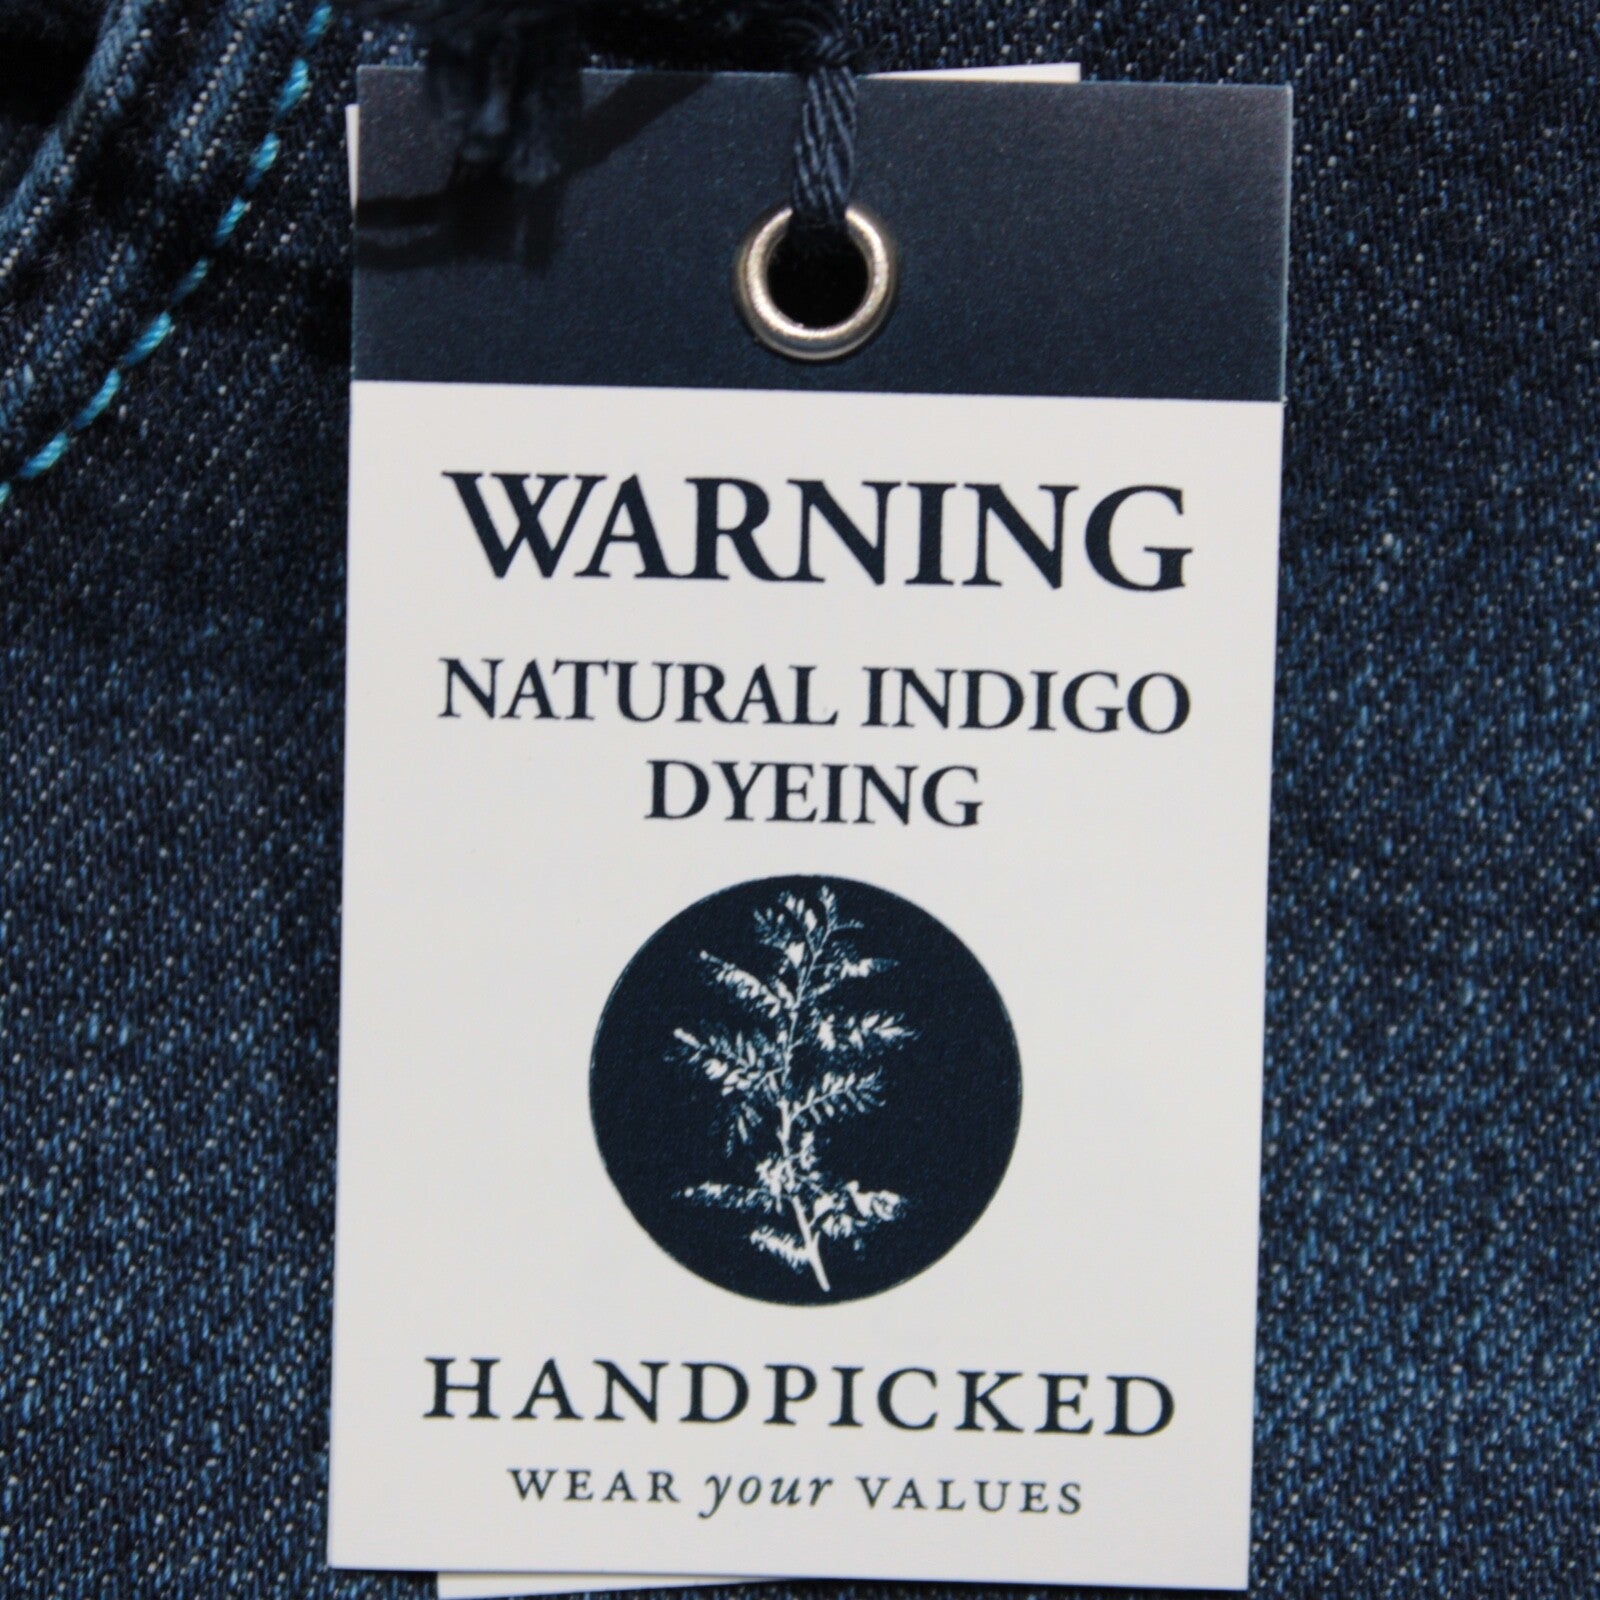 WARNING
NATURAL INDIGO
DYEING
HANDPICKED
WEAR your VALUES